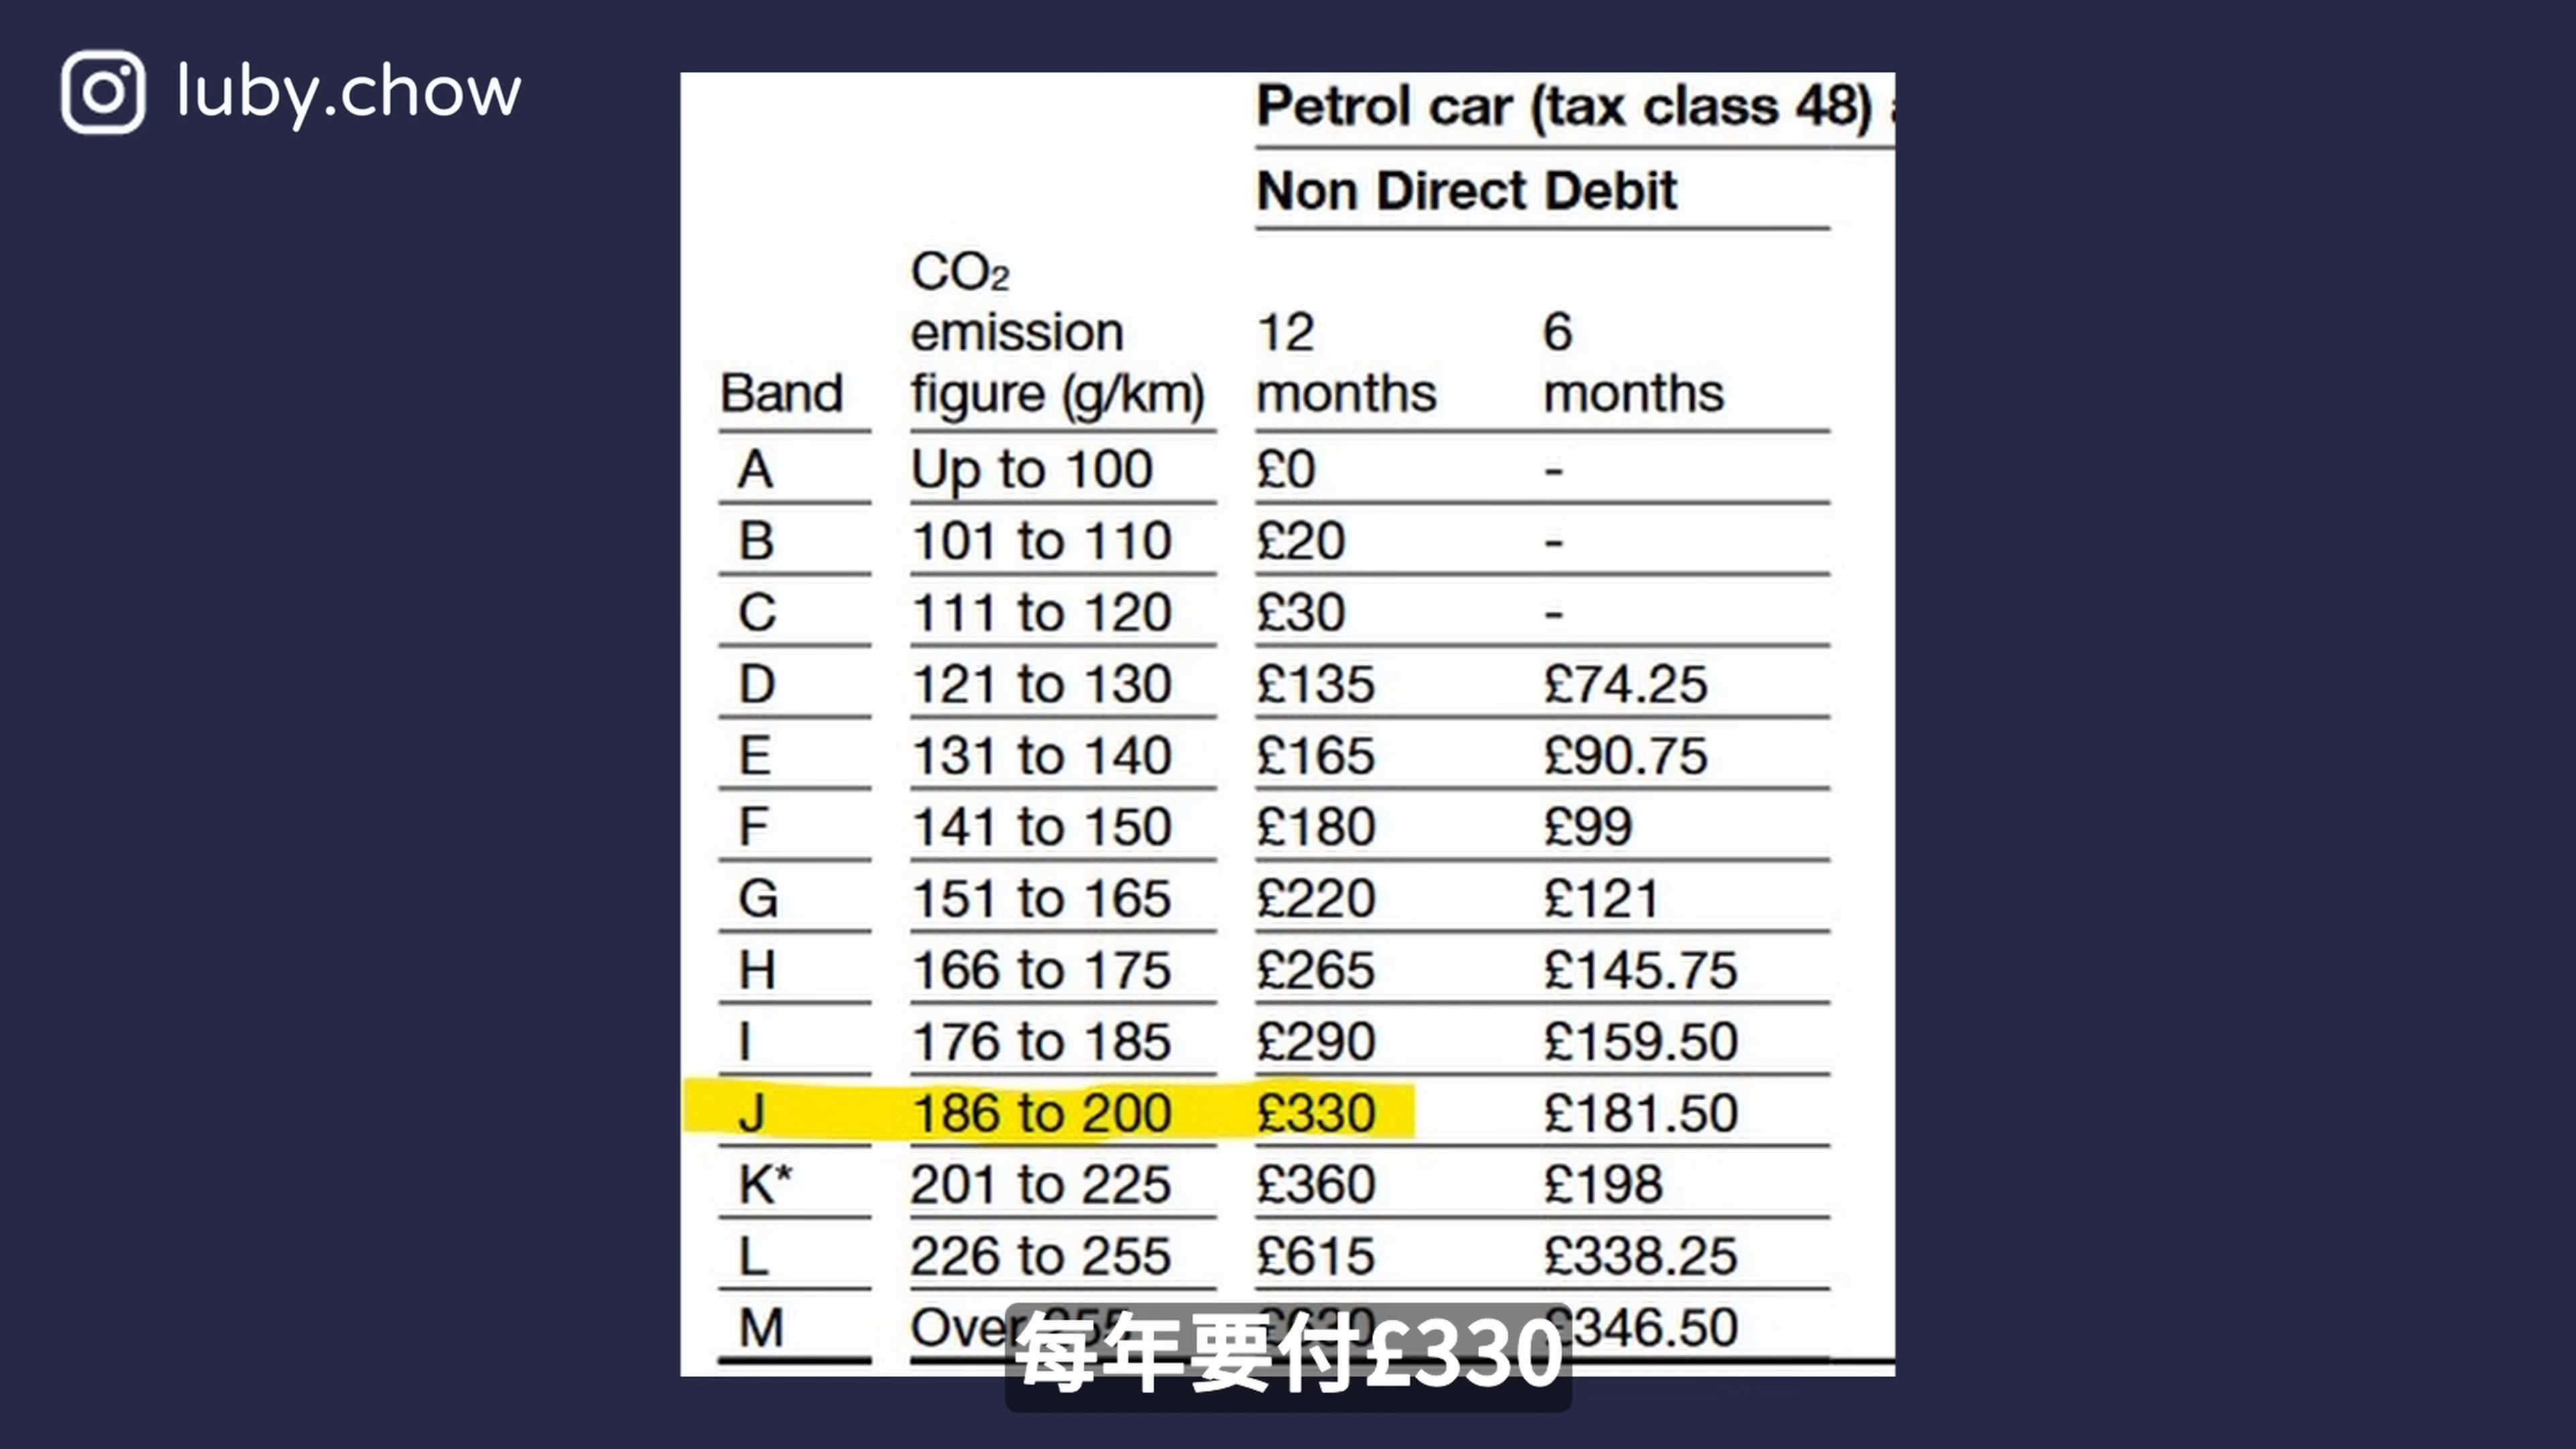 luby.chow
Petrol car (tax class 48)
Non Direct Debit
CO₂
emission 12 6
Band figure (g/km) months months
A Up to 100 £0 -
B 101 to 110 £20 -
C 111 to 120 £30 -
D 121 to 130 £135 £74.25
E 131 to 140 £165 £90.75
F 141 to 150 £180 £99
G 151 to 165 £220 £121
H 166 to 175 £265 £145.75
I 176 to 185 £290 £159.50
J 186 to 200 £330 £181.50
K* 201 to 225 £360 £198
L 226 to 255 £615 £338.25
M Over £346.50
每年要付£330